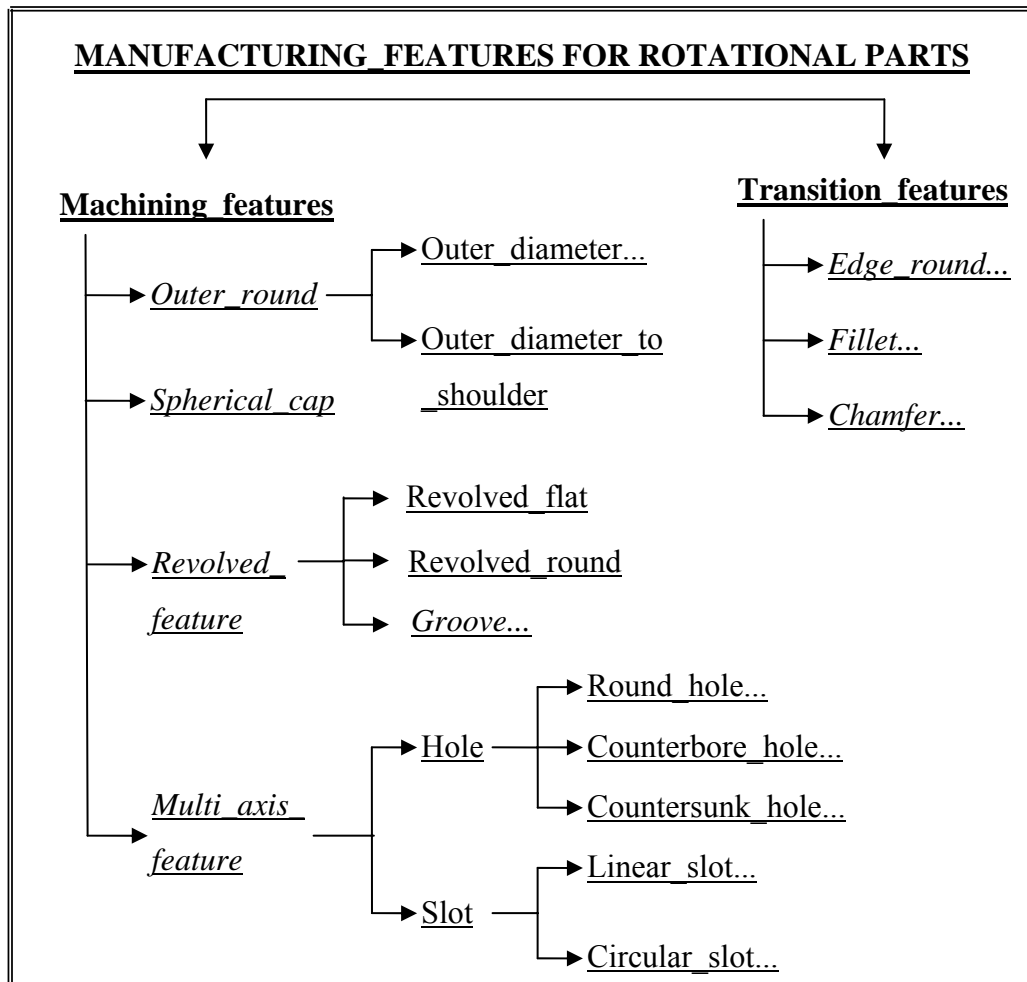 MANUFACTURING_FEATURES FOR ROTATIONAL PARTS
Machining_features
Outer_round
Outer_diameter...
Outer_diameter_to
_shoulder
Spherical_cap
Revolved_
feature
Revolved_flat
Revolved_round
Groove...
Multi_axis_
feature
Hole
Round_hole...
Counterbore_hole...
Countersunk_hole...
Slot
Linear_slot...
Circular_slot...
Transition_features
Edge_round...
Fillet...
Chamfer...